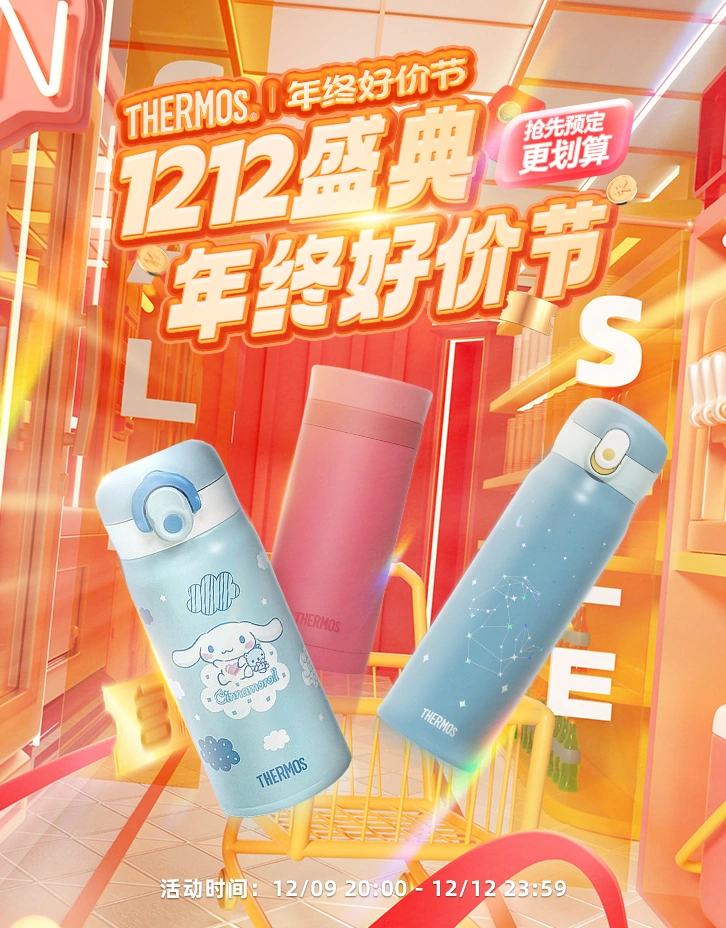 THERMOS. | 年终好价节
1212盛典
年终好价节
抢先预定
更划算
S
L
E
Cinnamoroll
THERMOS
THERMOS
THERMOS
活动时间：12/09 20:00 - 12/12 23:59